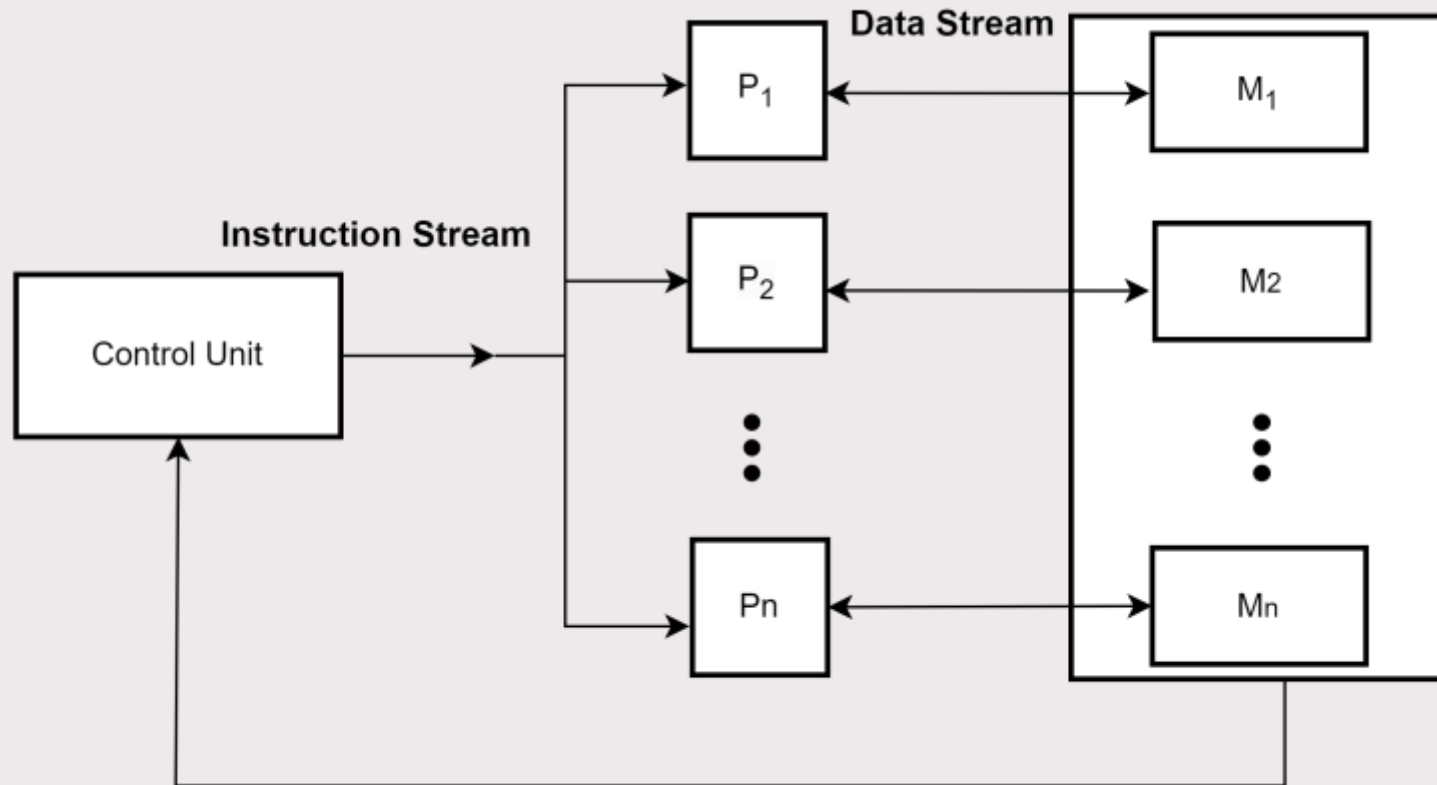 Data Stream
P₁
M₁
Instruction Stream
P₂
M2
Control Unit
Pn
Mn